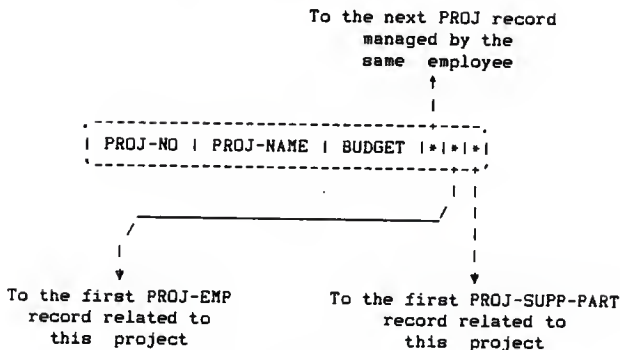 To the next PROJ record
managed by the
same employee
| PROJ-NO | PROJ-NAME | BUDGET |*|*|*|
To the first PROJ-EMP
record related to
this project
To the first PROJ-SUPP-PART
record related to
this project